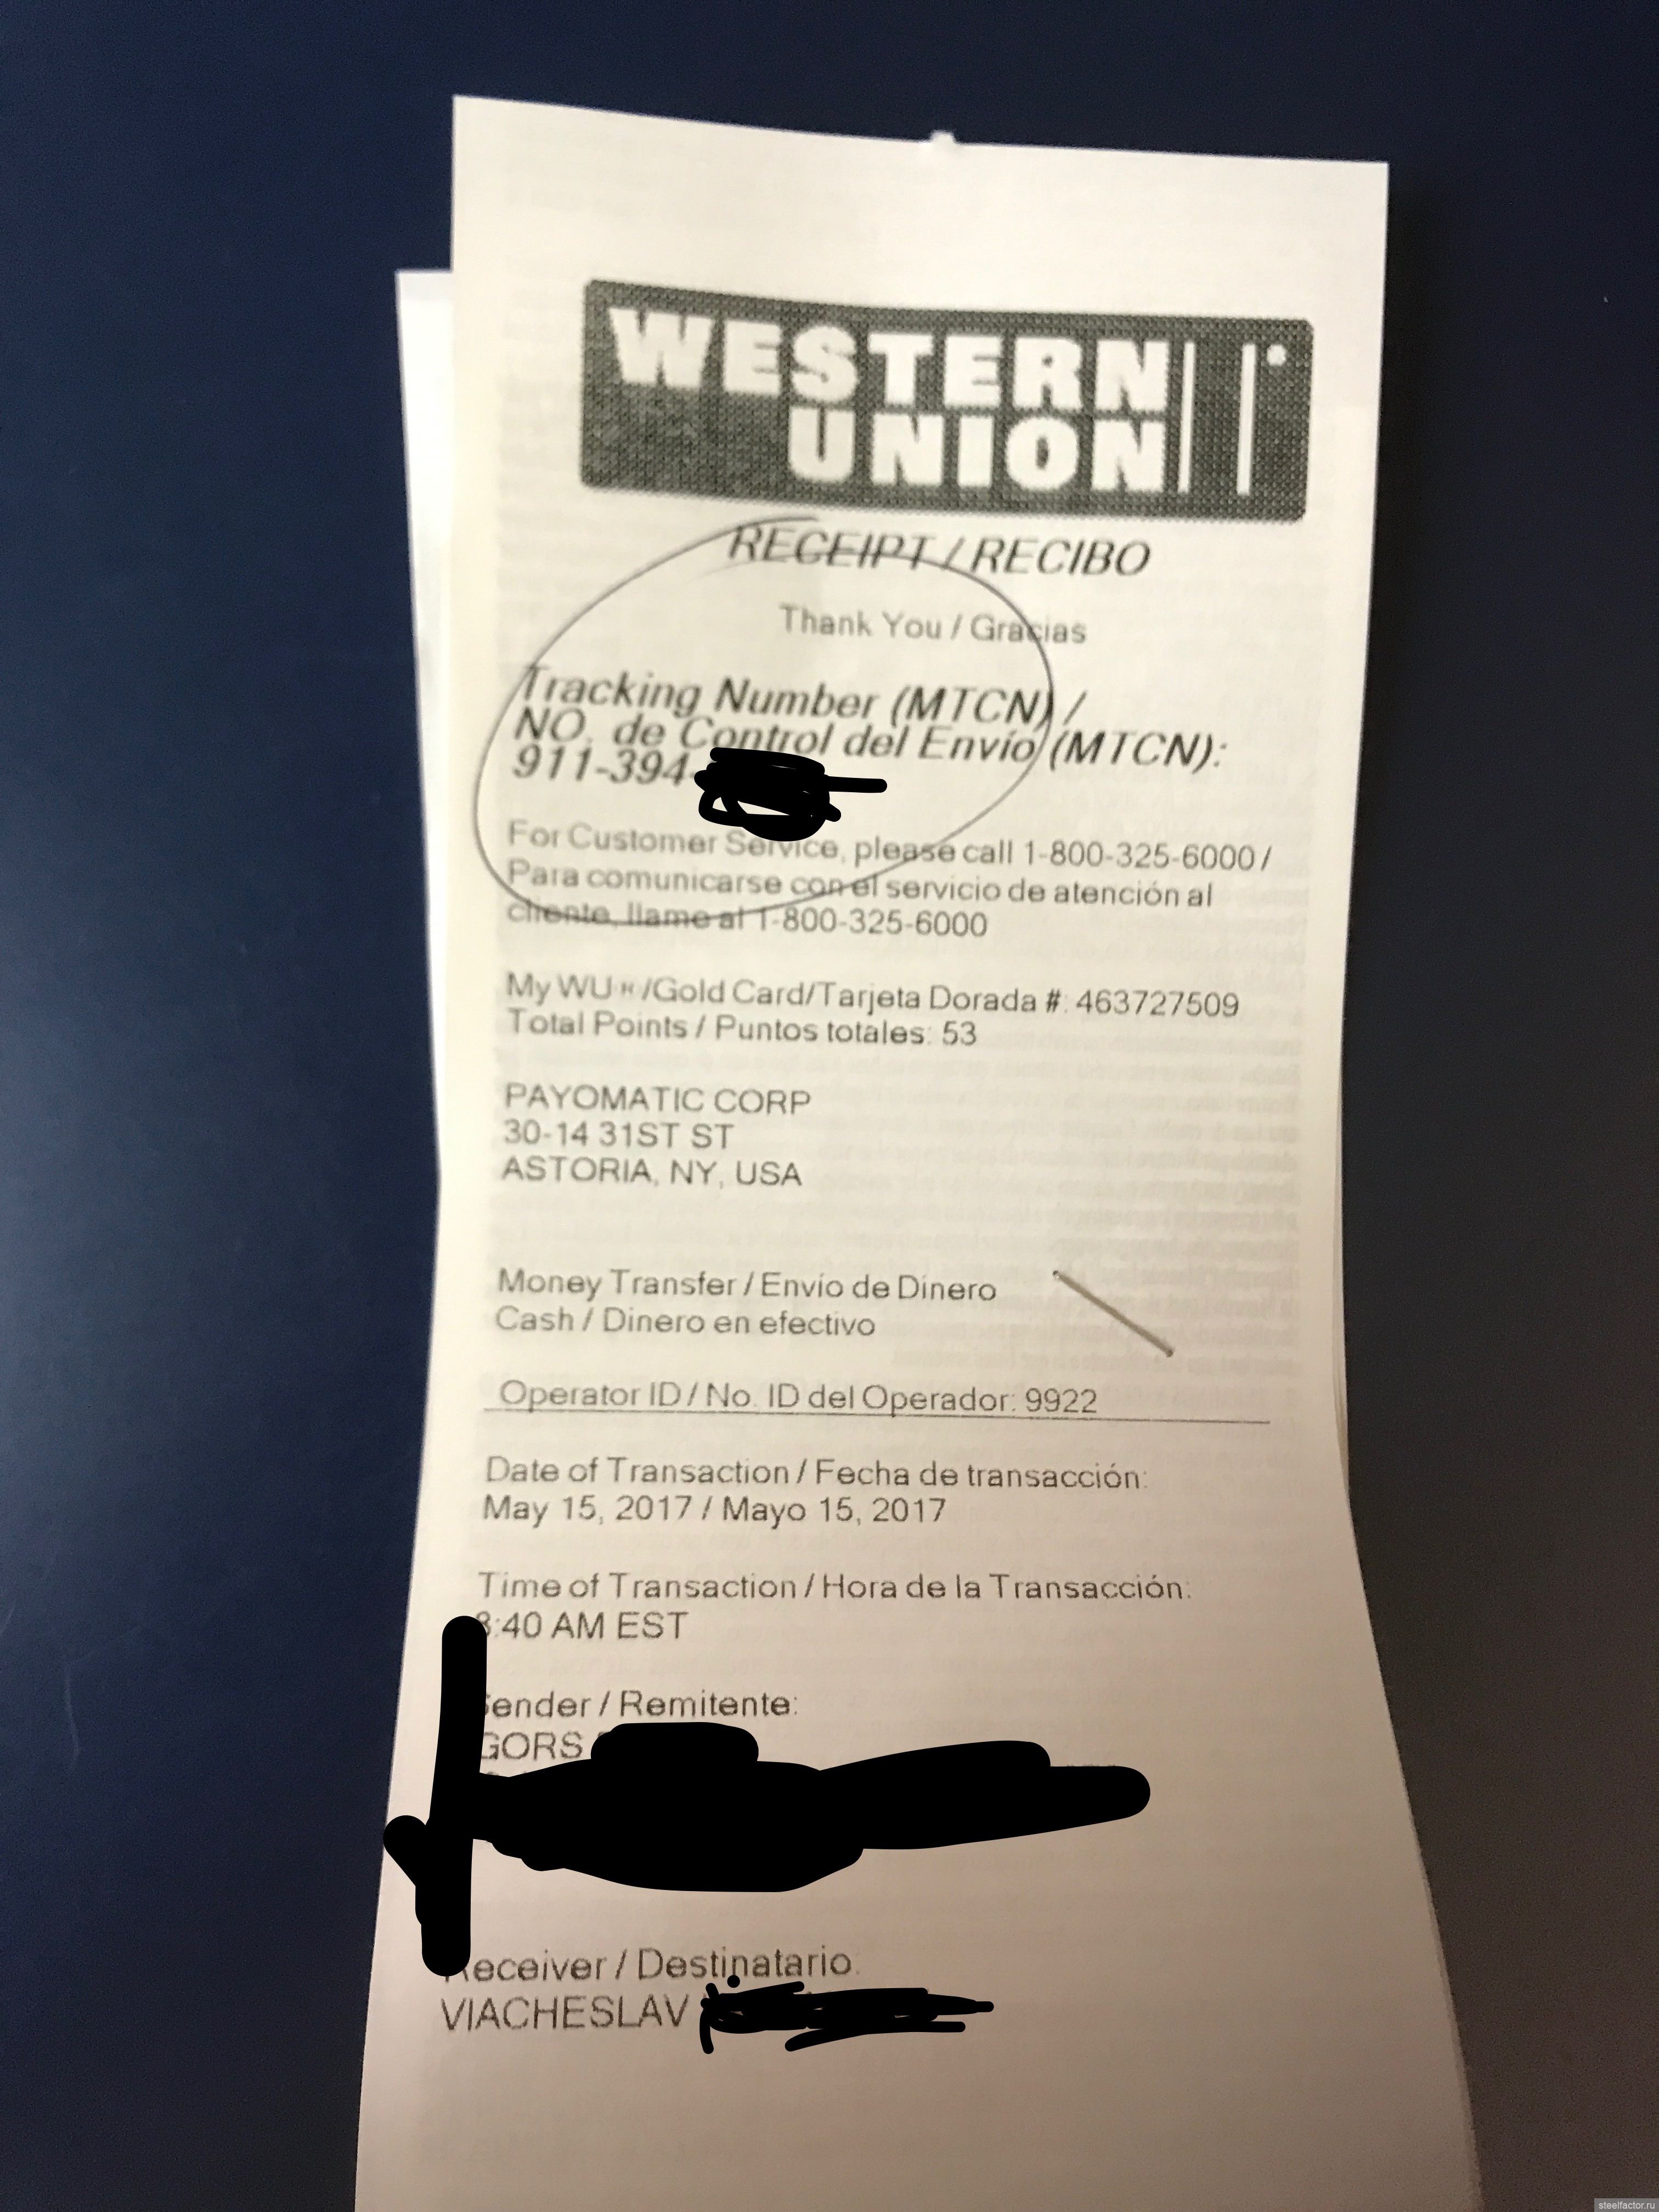 WESTERN
UNION
RECEIPT / RECIBO
Thank You / Gracias
Tracking Number (MTCN) /
NO. de Control del Envío (MTCN):
911-394-
For Customer Service, please call 1-800-325-6000 /
Para comunicarse con el servicio de atención al
cliente, llame al 1-800-325-6000
My WU /Gold Card/Tarjeta Dorada #: 463727509
Total Points / Puntos totales: 53
PAYOMATIC CORP
30-14 31ST ST
ASTORIA, NY, USA
Money Transfer / Envío de Dinero
Cash / Dinero en efectivo
Operator ID / No. ID del Operador: 9922
Date of Transaction / Fecha de transacción:
May 15, 2017 / Mayo 15, 2017
Time of Transaction / Hora de la Transacción:
8:40 AM EST
Sender / Remitente:
GORS
Receiver / Destinatario:
VIACHESLAV
steelfactor.ru